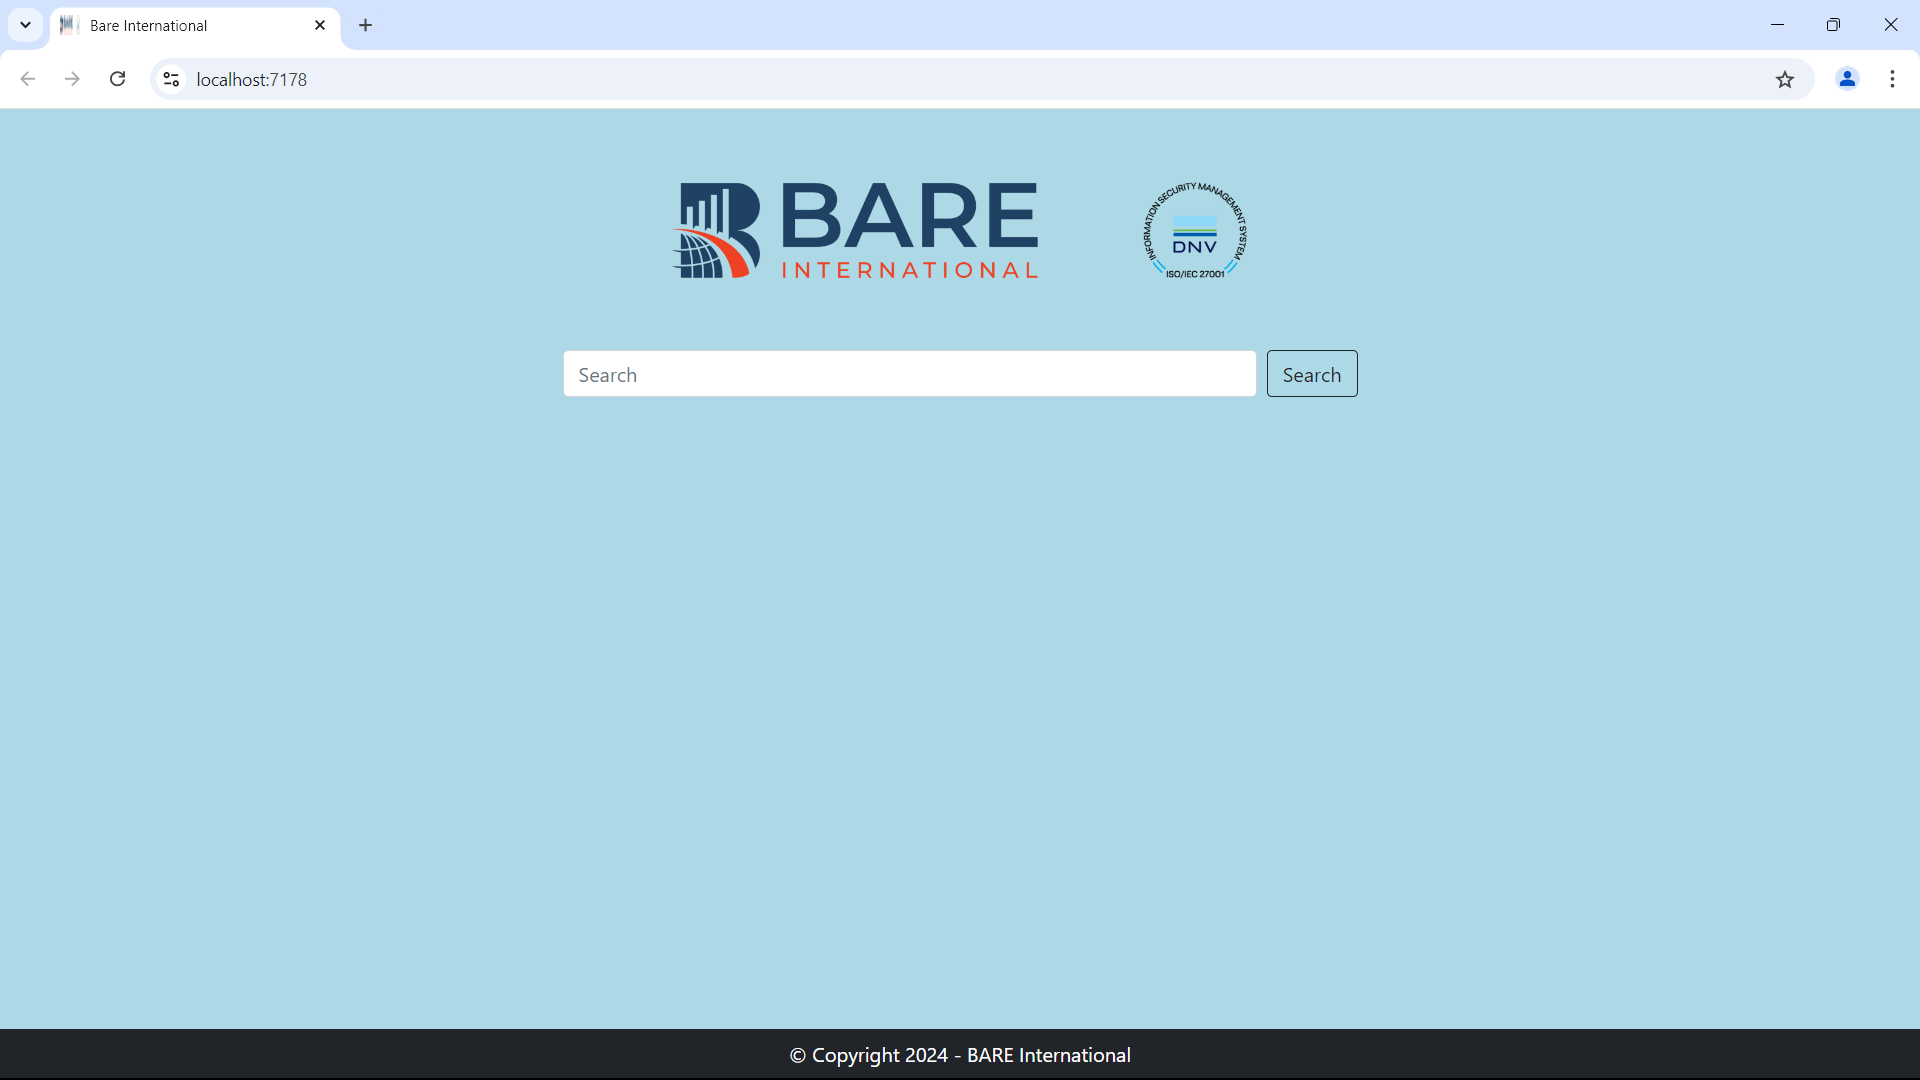 Bare International
localhost:7178
BARE
INTERNATIONAL
INFORMATION SECURITY MANAGEMENT SYSTEM
DNV
ISO/IEC 27001
Search
Search
© Copyright 2024 - BARE International